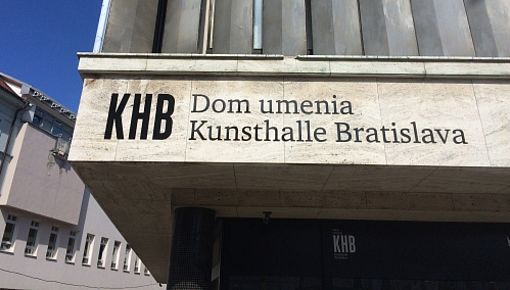 KHB
Dom umenia
Kunsthalle Bratislava
KHB